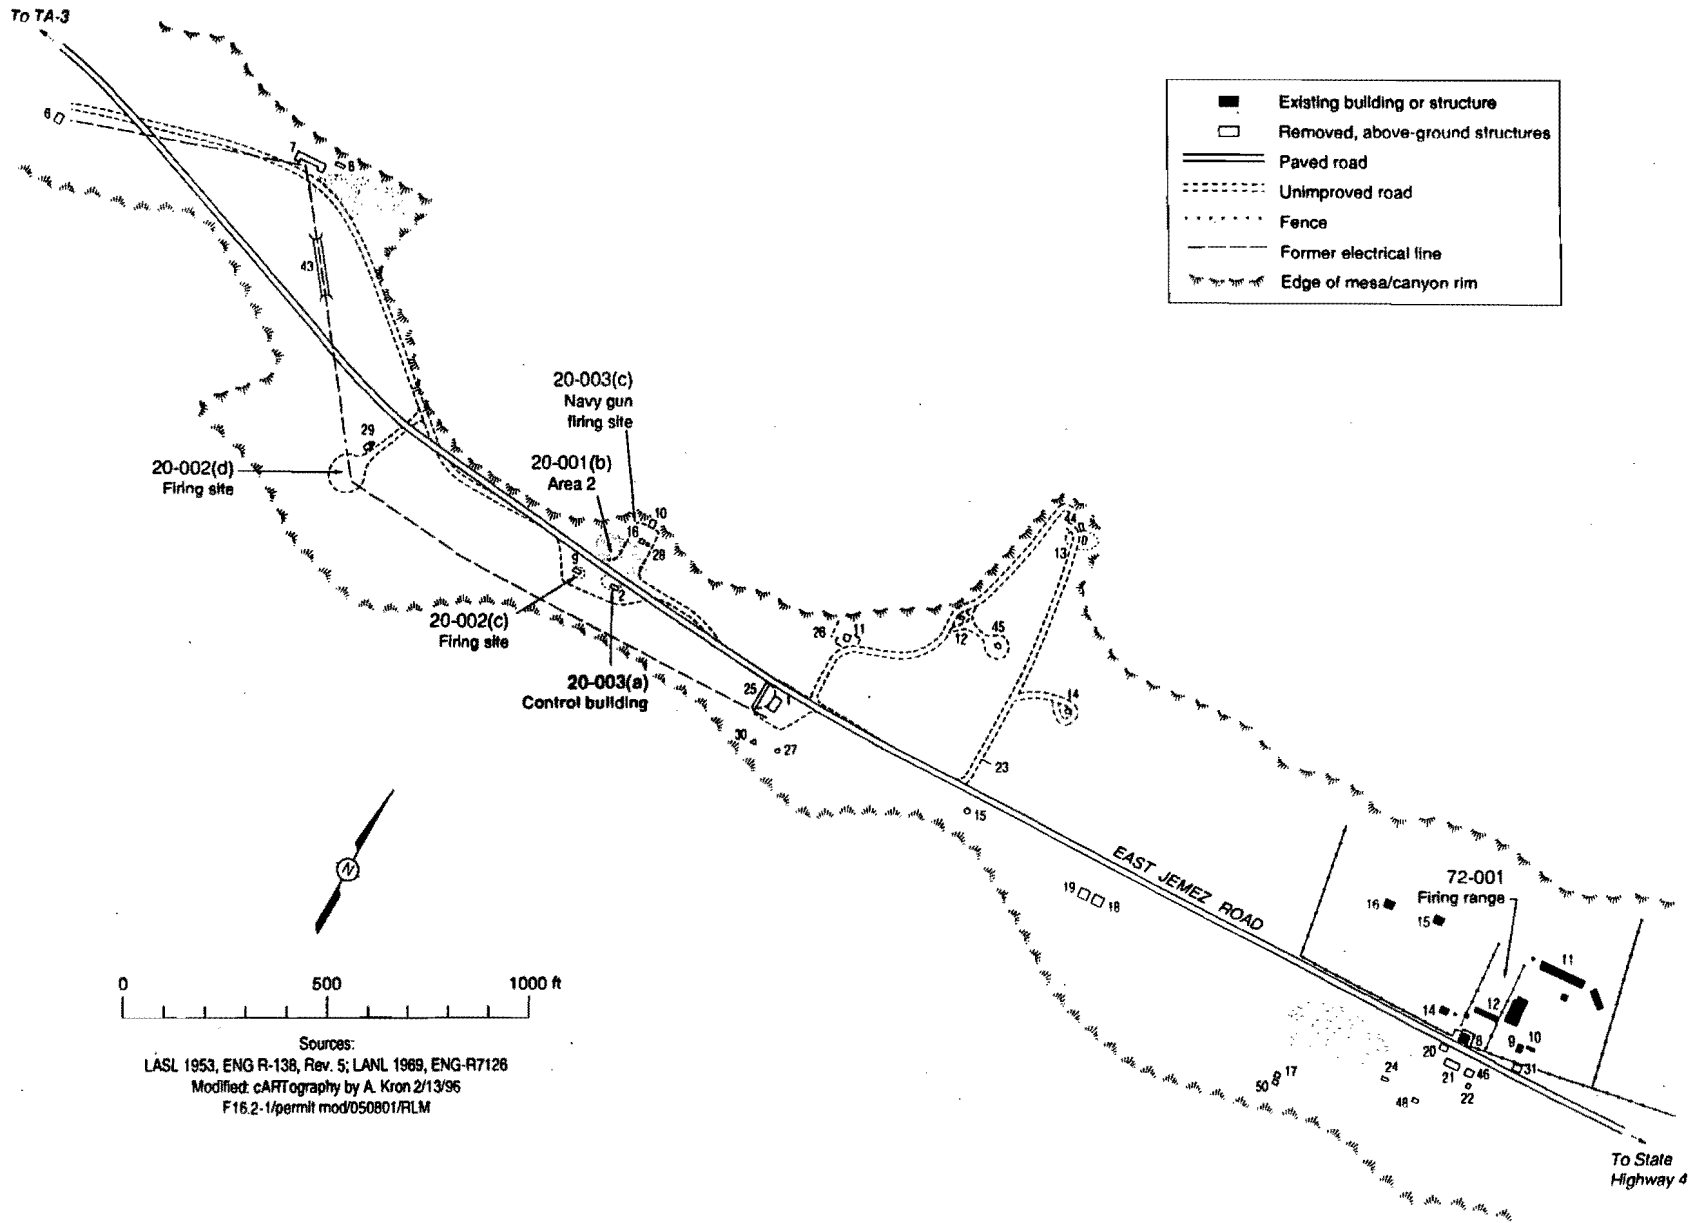 To TA-3
6
7
8
43
Existing building or structure
Removed, above-ground structures
Paved road
Unimproved road
Fence
Former electrical line
Edge of mesa/canyon rim
20-003(c)
Navy gun
firing site
29
20-002(d)
Firing site
20-001(b)
Area 2
10
16
28
9
2
20-002(c)
Firing site
20-003(a)
Control building
44
13
26
11
12
45
14
25
1
30
27
23
15
19
18
EAST JEMEZ ROAD
72-001
Firing range
16
15
11
14
12
10
9
20
21
46
31
22
24
48
17
50
N
0
500
1000 ft
Sources:
LASL 1953, ENG R-138, Rev. 5; LANL 1969, ENG-R7126
Modified: cARTography by A. Kron 2/13/96
F16.2-1/permit mod/050801/RLM
To State
Highway 4